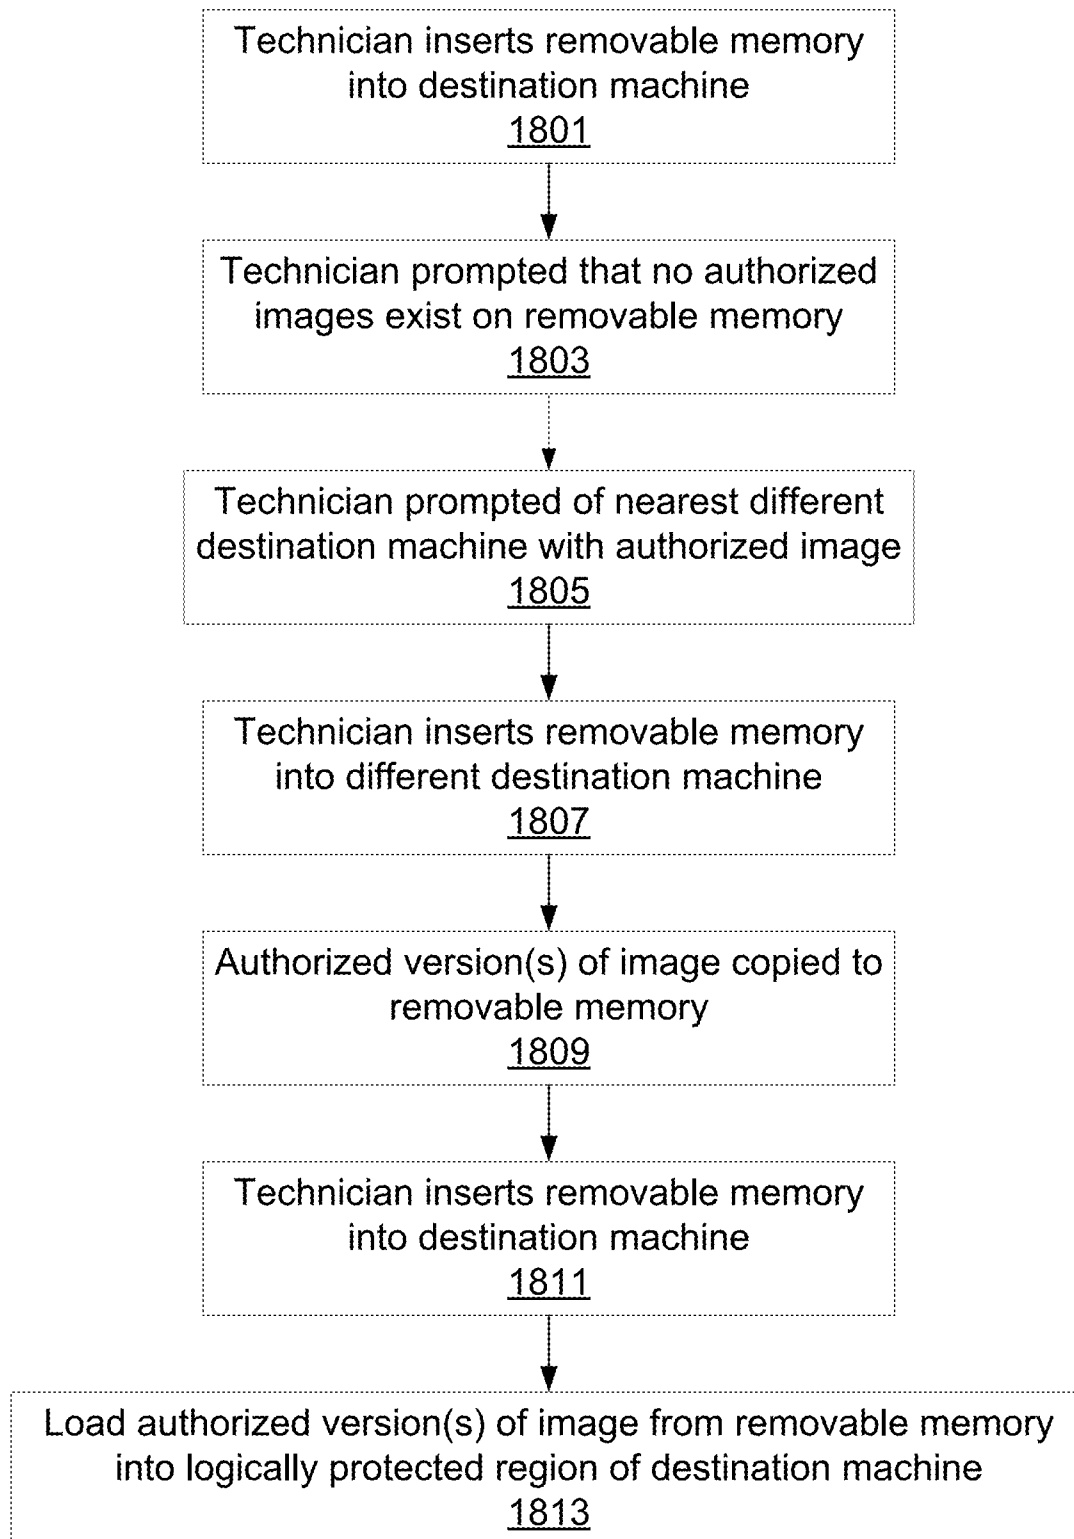 Technician inserts removable memory
into destination machine
1801
Technician prompted that no authorized
images exist on removable memory
1803
Technician prompted of nearest different
destination machine with authorized image
1805
Technician inserts removable memory
into different destination machine
1807
Authorized version(s) of image copied to
removable memory
1809
Technician inserts removable memory
into destination machine
1811
Load authorized version(s) of image from removable memory
into logically protected region of destination machine
1813